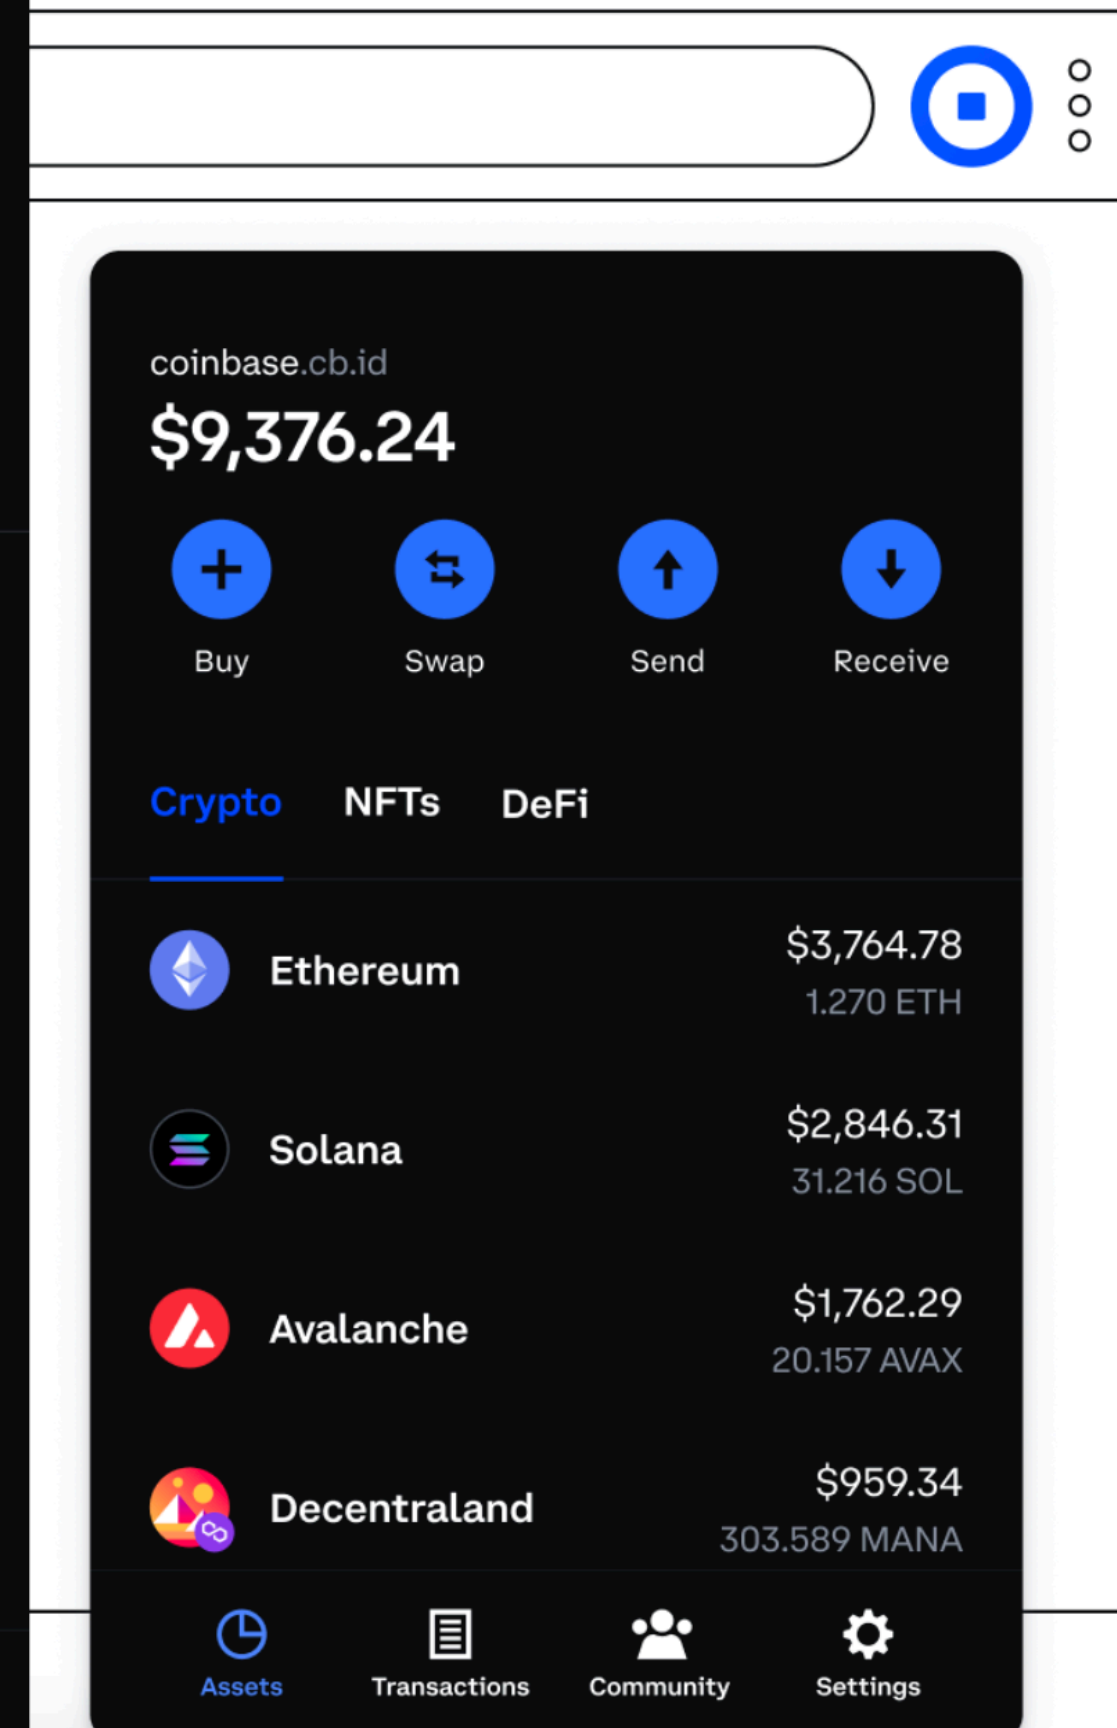 coinbase.cb.id
$9,376.24
Buy Swap Send Receive
Crypto NFTs DeFi
Ethereum $3,764.78
1.270 ETH
Solana $2,846.31
31.216 SOL
Avalanche $1,762.29
20.157 AVAX
Decentraland $959.34
303.589 MANA
Assets Transactions Community Settings